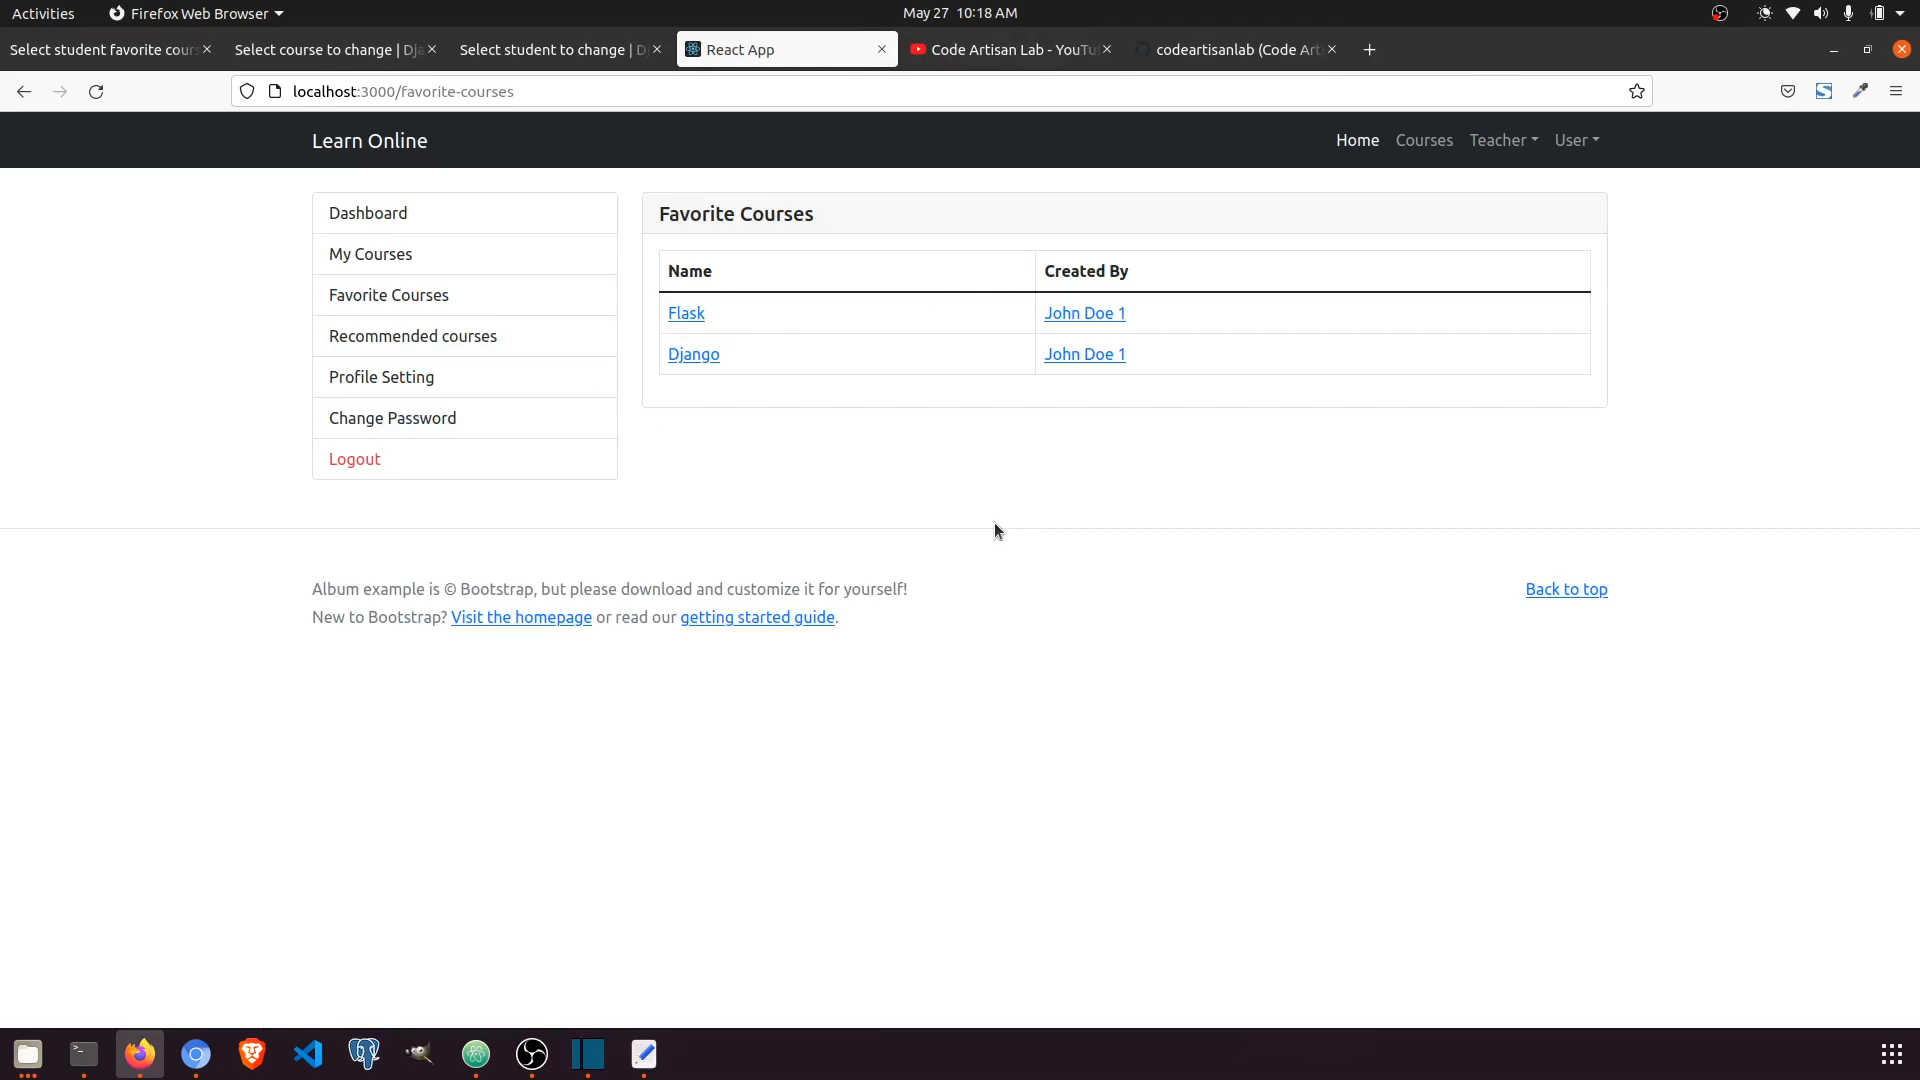 Activities
Firefox Web Browser
May 27 10:18 AM
Select student favorite cour
Select course to change | Dja
Select student to change | D
React App
Code Artisan Lab - YouTu
codeartisanlab (Code Art
localhost:3000/favorite-courses
Learn Online
Home
Courses
Teacher
User
Dashboard
My Courses
Favorite Courses
Recommended courses
Profile Setting
Change Password
Logout
Favorite Courses
Name Created By
Flask John Doe 1
Django John Doe 1
Album example is © Bootstrap, but please download and customize it for yourself!
New to Bootstrap? Visit the homepage or read our getting started guide.
Back to top